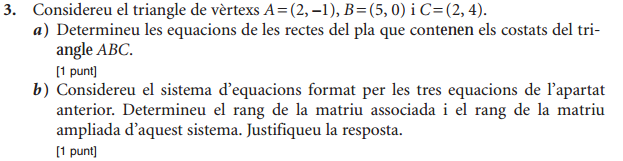 3. Considereu el triangle de vèrtexs A=(2,–1), B=(5, 0) i C=(2, 4).
a) Determineu les equacions de les rectes del pla que contenen els costats del tri-
angle ABC.
[1 punt]
b) Considereu el sistema d'equacions format per les tres equacions de l'apartat
anterior. Determineu el rang de la matriu associada i el rang de la matriu
ampliada d'aquest sistema. Justifiqueu la resposta.
[1 punt]